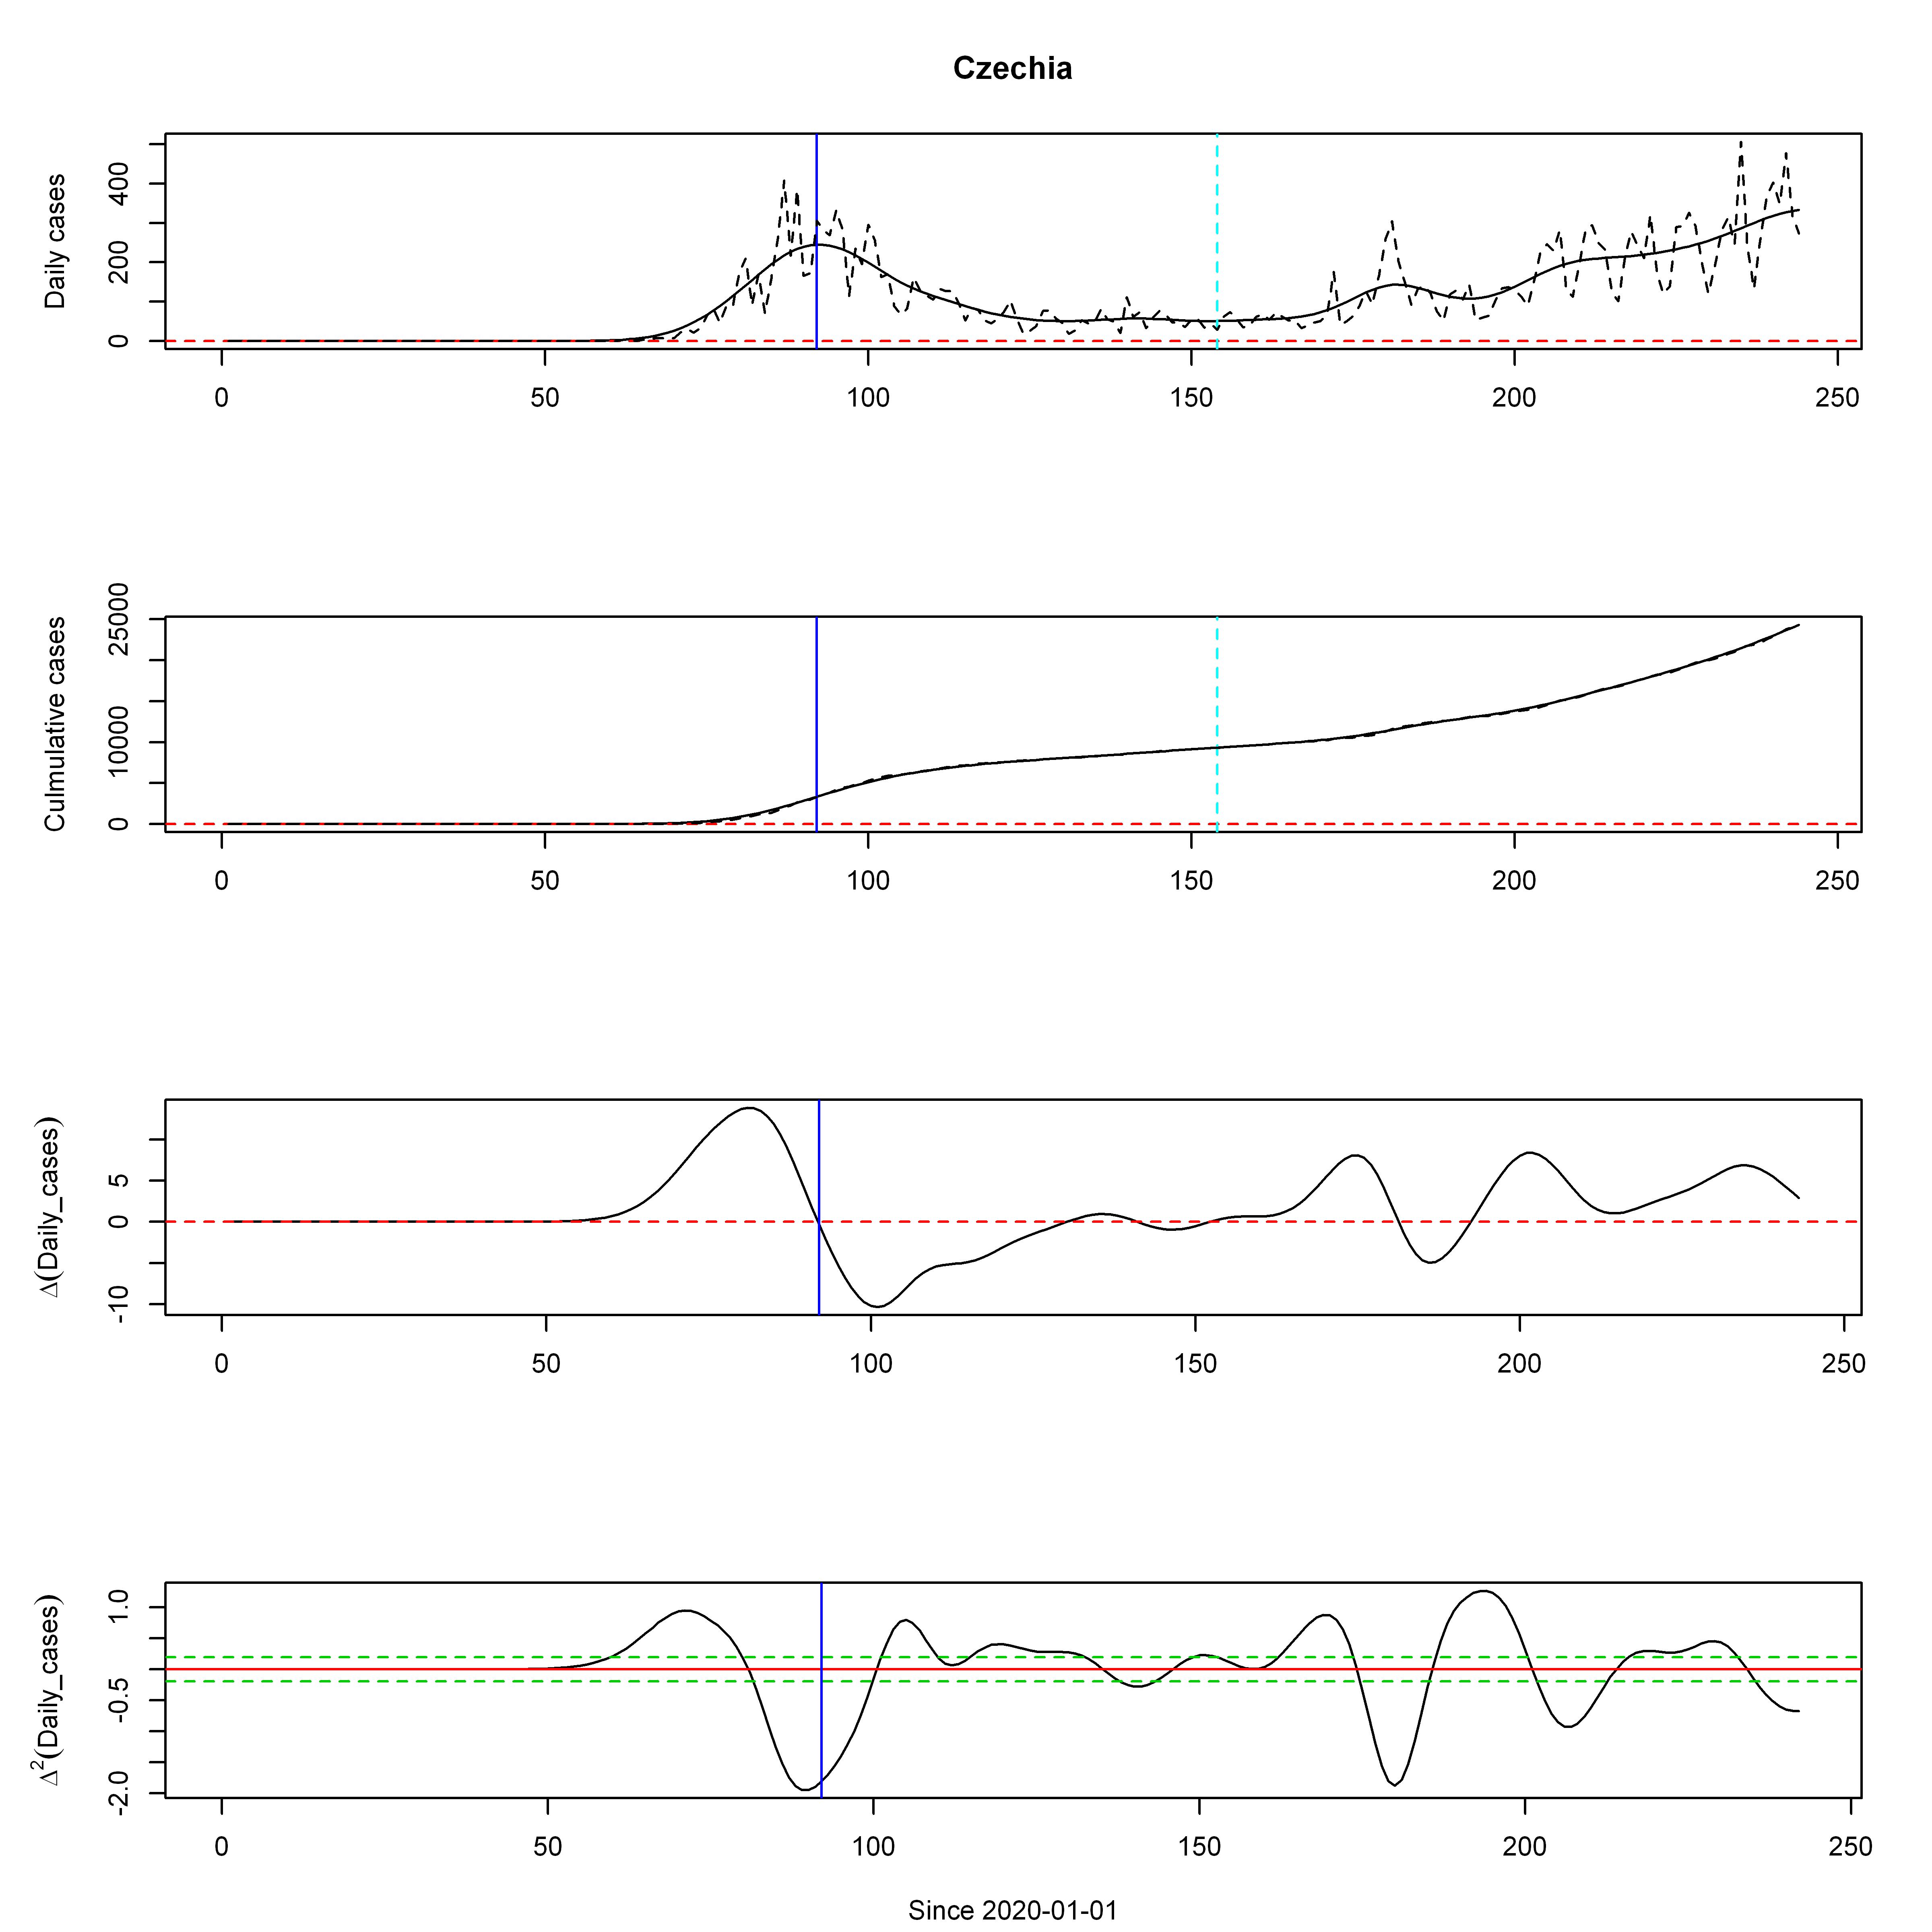 Czechia
Daily cases
0 200 400
0 50 100 150 200 250
Culmulative cases
0 10000 25000
0 50 100 150 200 250
Δ(Daily_cases)
-10 0 5
0 50 100 150 200 250
Δ²(Daily_cases)
-2.0 -0.5 1.0
0 50 100 150 200 250
Since 2020-01-01